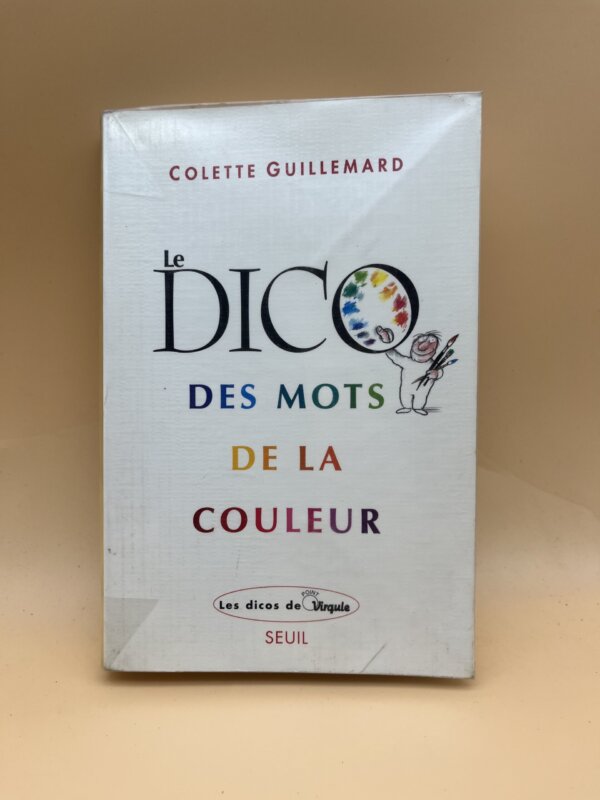 COLETTE GUILLEMARD
Le
DICO
DES MOTS
DE LA
COULEUR
Les dicos de POINT Virgule
SEUIL